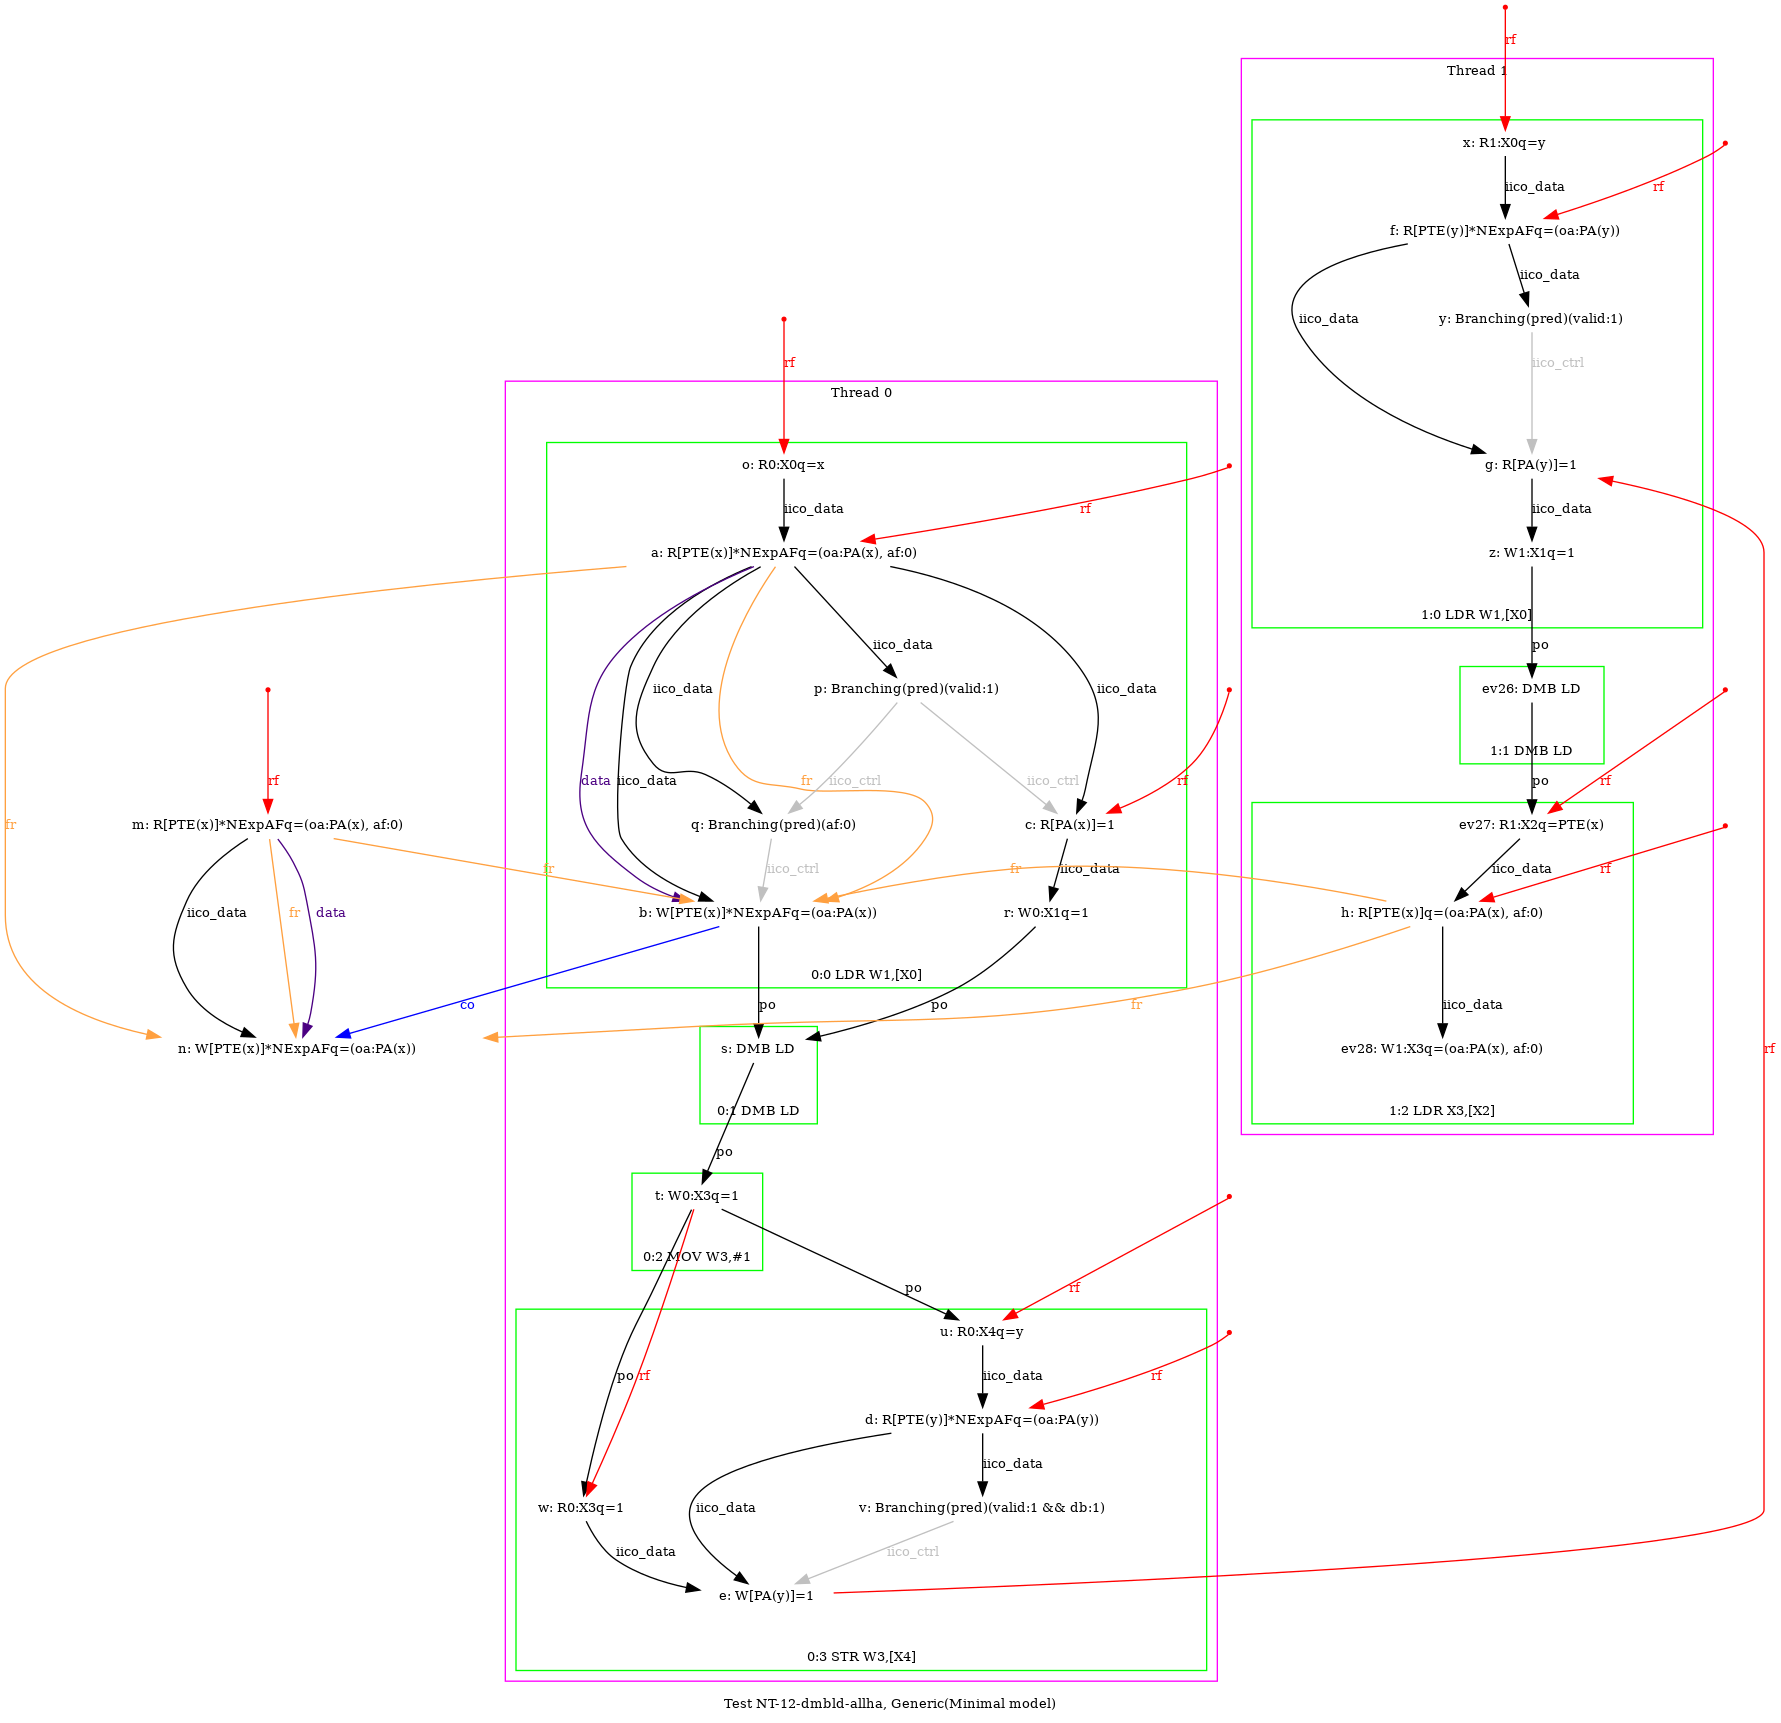 rf
Thread 1
x: R1:X0q=y
iico_data
rf
f: R[PTE(y)]*NExpAFq=(oa:PA(y))
iico_data
iico_data
y: Branching(pred)(valid:1)
rf
iico_ctrl
Thread 0
o: R0:X0q=x
g: R[PA(y)]=1
iico_data
rf
iico_data
a: R[PTE(x)]*NExpAFq=(oa:PA(x), af:0)
z: W1:X1q=1
1:0 LDR W1,[X0]
iico_data
po
iico_data
p: Branching(pred)(valid:1)
iico_data
ev26: DMB LD
1:1 DMB LD
rf
data
iico_data
fr
iico_ctrl
iico_ctrl
rf
po
rf
fr
m: R[PTE(x)]*NExpAFq=(oa:PA(x), af:0)
q: Branching(pred)(af:0)
c: R[PA(x)]=1
ev27: R1:X2q=PTE(x)
fr
iico_ctrl
fr
iico_data
iico_data
rf
iico_data
fr
data
b: W[PTE(x)]*NExpAFq=(oa:PA(x))
r: W0:X1q=1
h: R[PTE(x)]q=(oa:PA(x), af:0)
0:0 LDR W1,[X0]
co
po
po
fr
iico_data
n: W[PTE(x)]*NExpAFq=(oa:PA(x))
s: DMB LD
ev28: W1:X3q=(oa:PA(x), af:0)
rf
0:1 DMB LD
1:2 LDR X3,[X2]
po
t: W0:X3q=1
0:2 MOV W3,#1
po
rf
u: R0:X4q=y
po
rf
iico_data
rf
d: R[PTE(y)]*NExpAFq=(oa:PA(y))
iico_data
w: R0:X3q=1
iico_data
v: Branching(pred)(valid:1 && db:1)
iico_data
iico_ctrl
e: W[PA(y)]=1
0:3 STR W3,[X4]
Test NT-12-dmbld-allha, Generic(Minimal model)